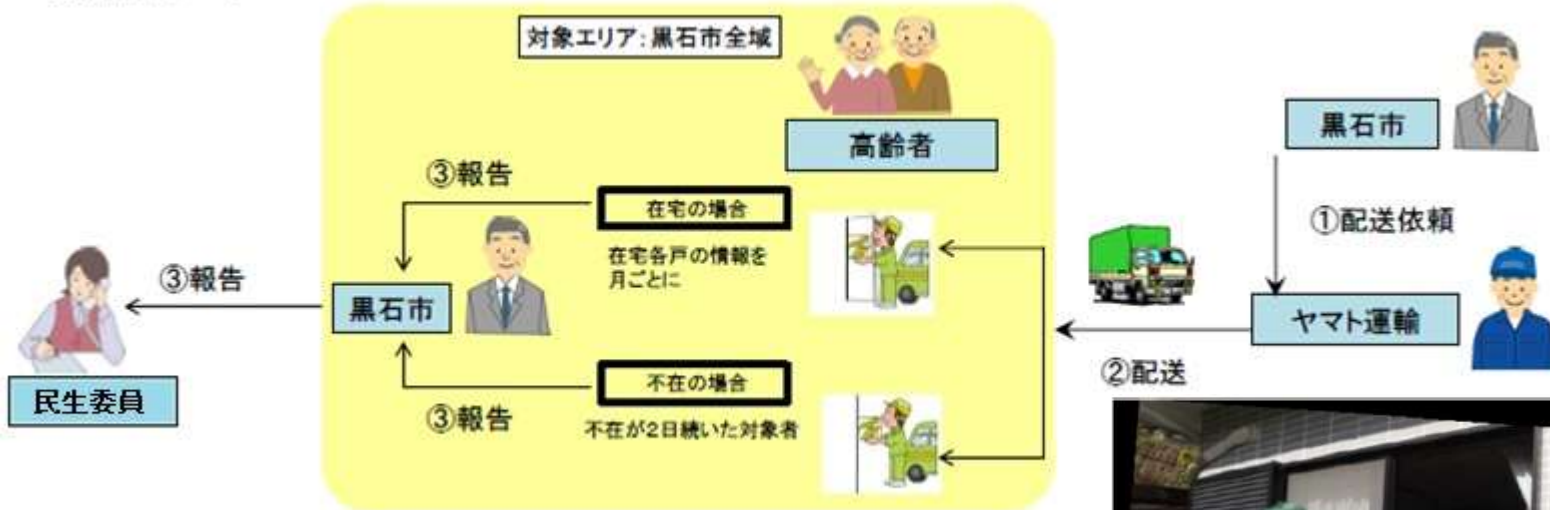 対象エリア:黒石市全域
高齢者
黒石市
①配送依頼
ヤマト運輸
②配送
在宅の場合
在宅各戸の情報を
月ごとに
③報告
不在の場合
不在が2日続いた対象者
③報告
黒石市
③報告
民生委員